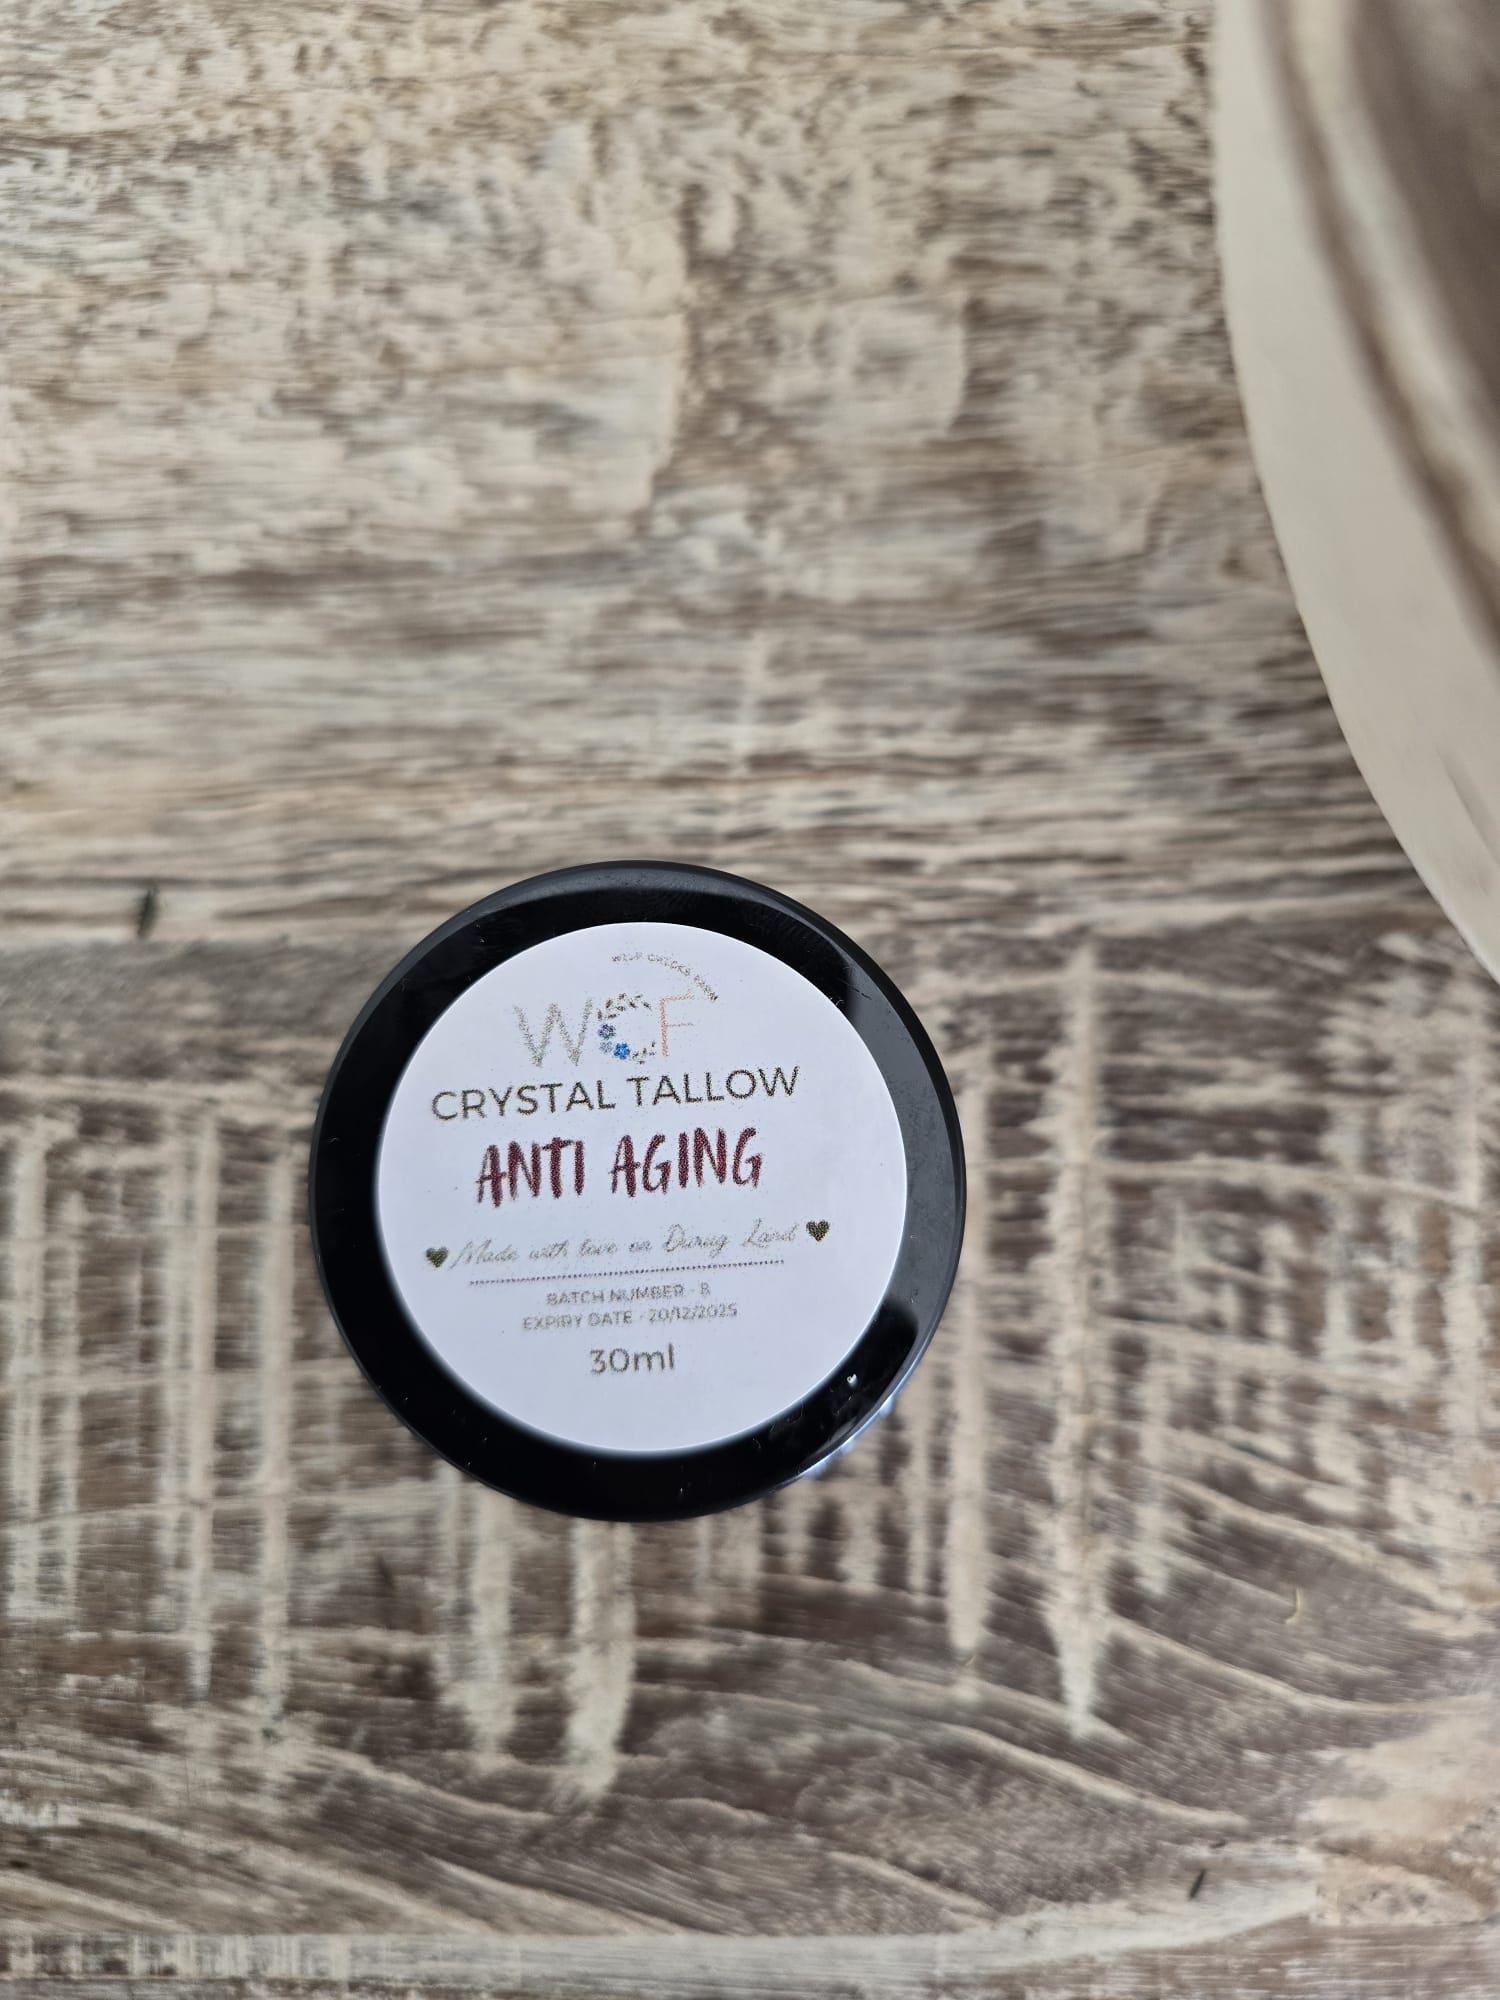 WCF
CRYSTAL TALLOW
ANTI AGING
Made with love on Darug Land
BATCH NUMBER - 8
EXPIRY DATE - 20/12/2025
30ml